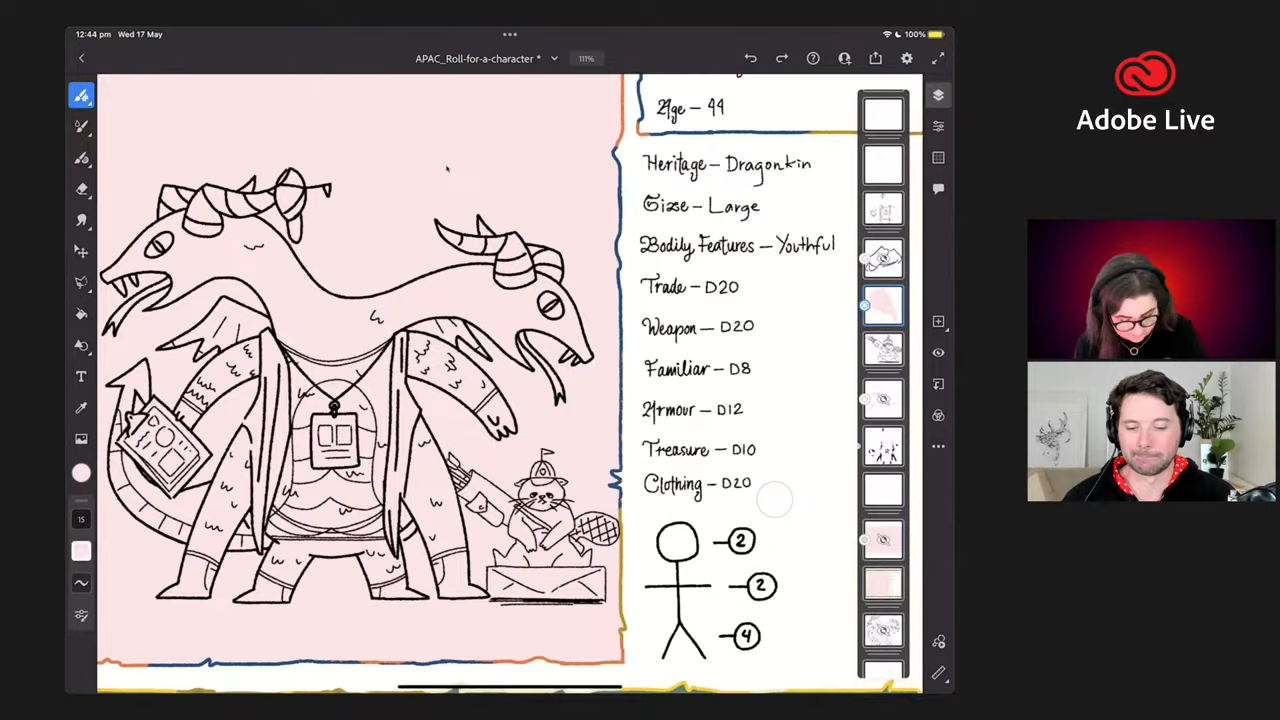 12:44 pm Wed 17 May
100%
APAC_Roll-for-a-character *
111%
Adobe Live
Age – 44
Heritage – Dragonkin
Size – Large
Bodily Features – Youthful
Trade – D20
Weapon – D20
Familiar – D8
Armour – D12
Treasure – D10
Clothing – D20
2
2
4
T
15